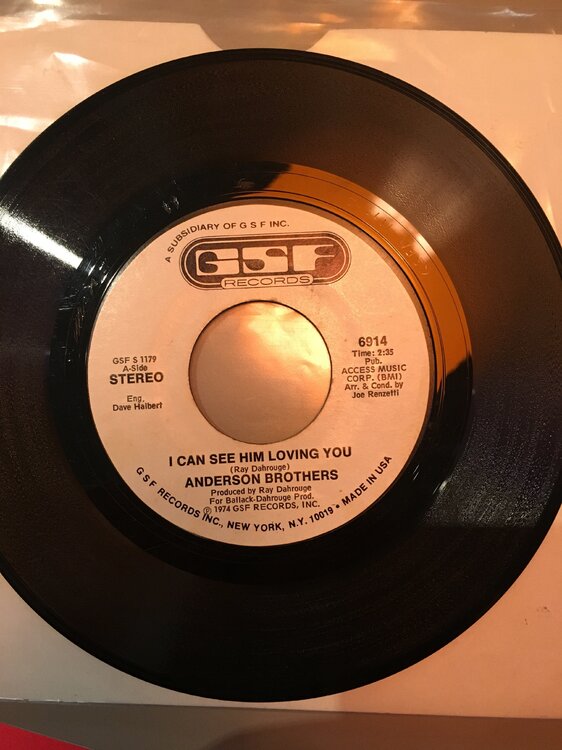 A SUBSIDIARY OF G S F INC.
GSF
RECORDS
GSF S 1179
A-Side
STEREO
Eng.
Dave Halbert
6914
Time: 2:35
Pub.
ACCESS MUSIC
CORP. (BMI)
Arr. & Cond. by
Joe Renzetti
I CAN SEE HIM LOVING YOU
(Ray Dahrouge)
ANDERSON BROTHERS
Produced by Ray Dahrouge
For Ballack-Dahrouge Prod.
℗ 1974 GSF RECORDS, INC.
G S F RECORDS INC., NEW YORK, N.Y. 10019 • MADE IN USA